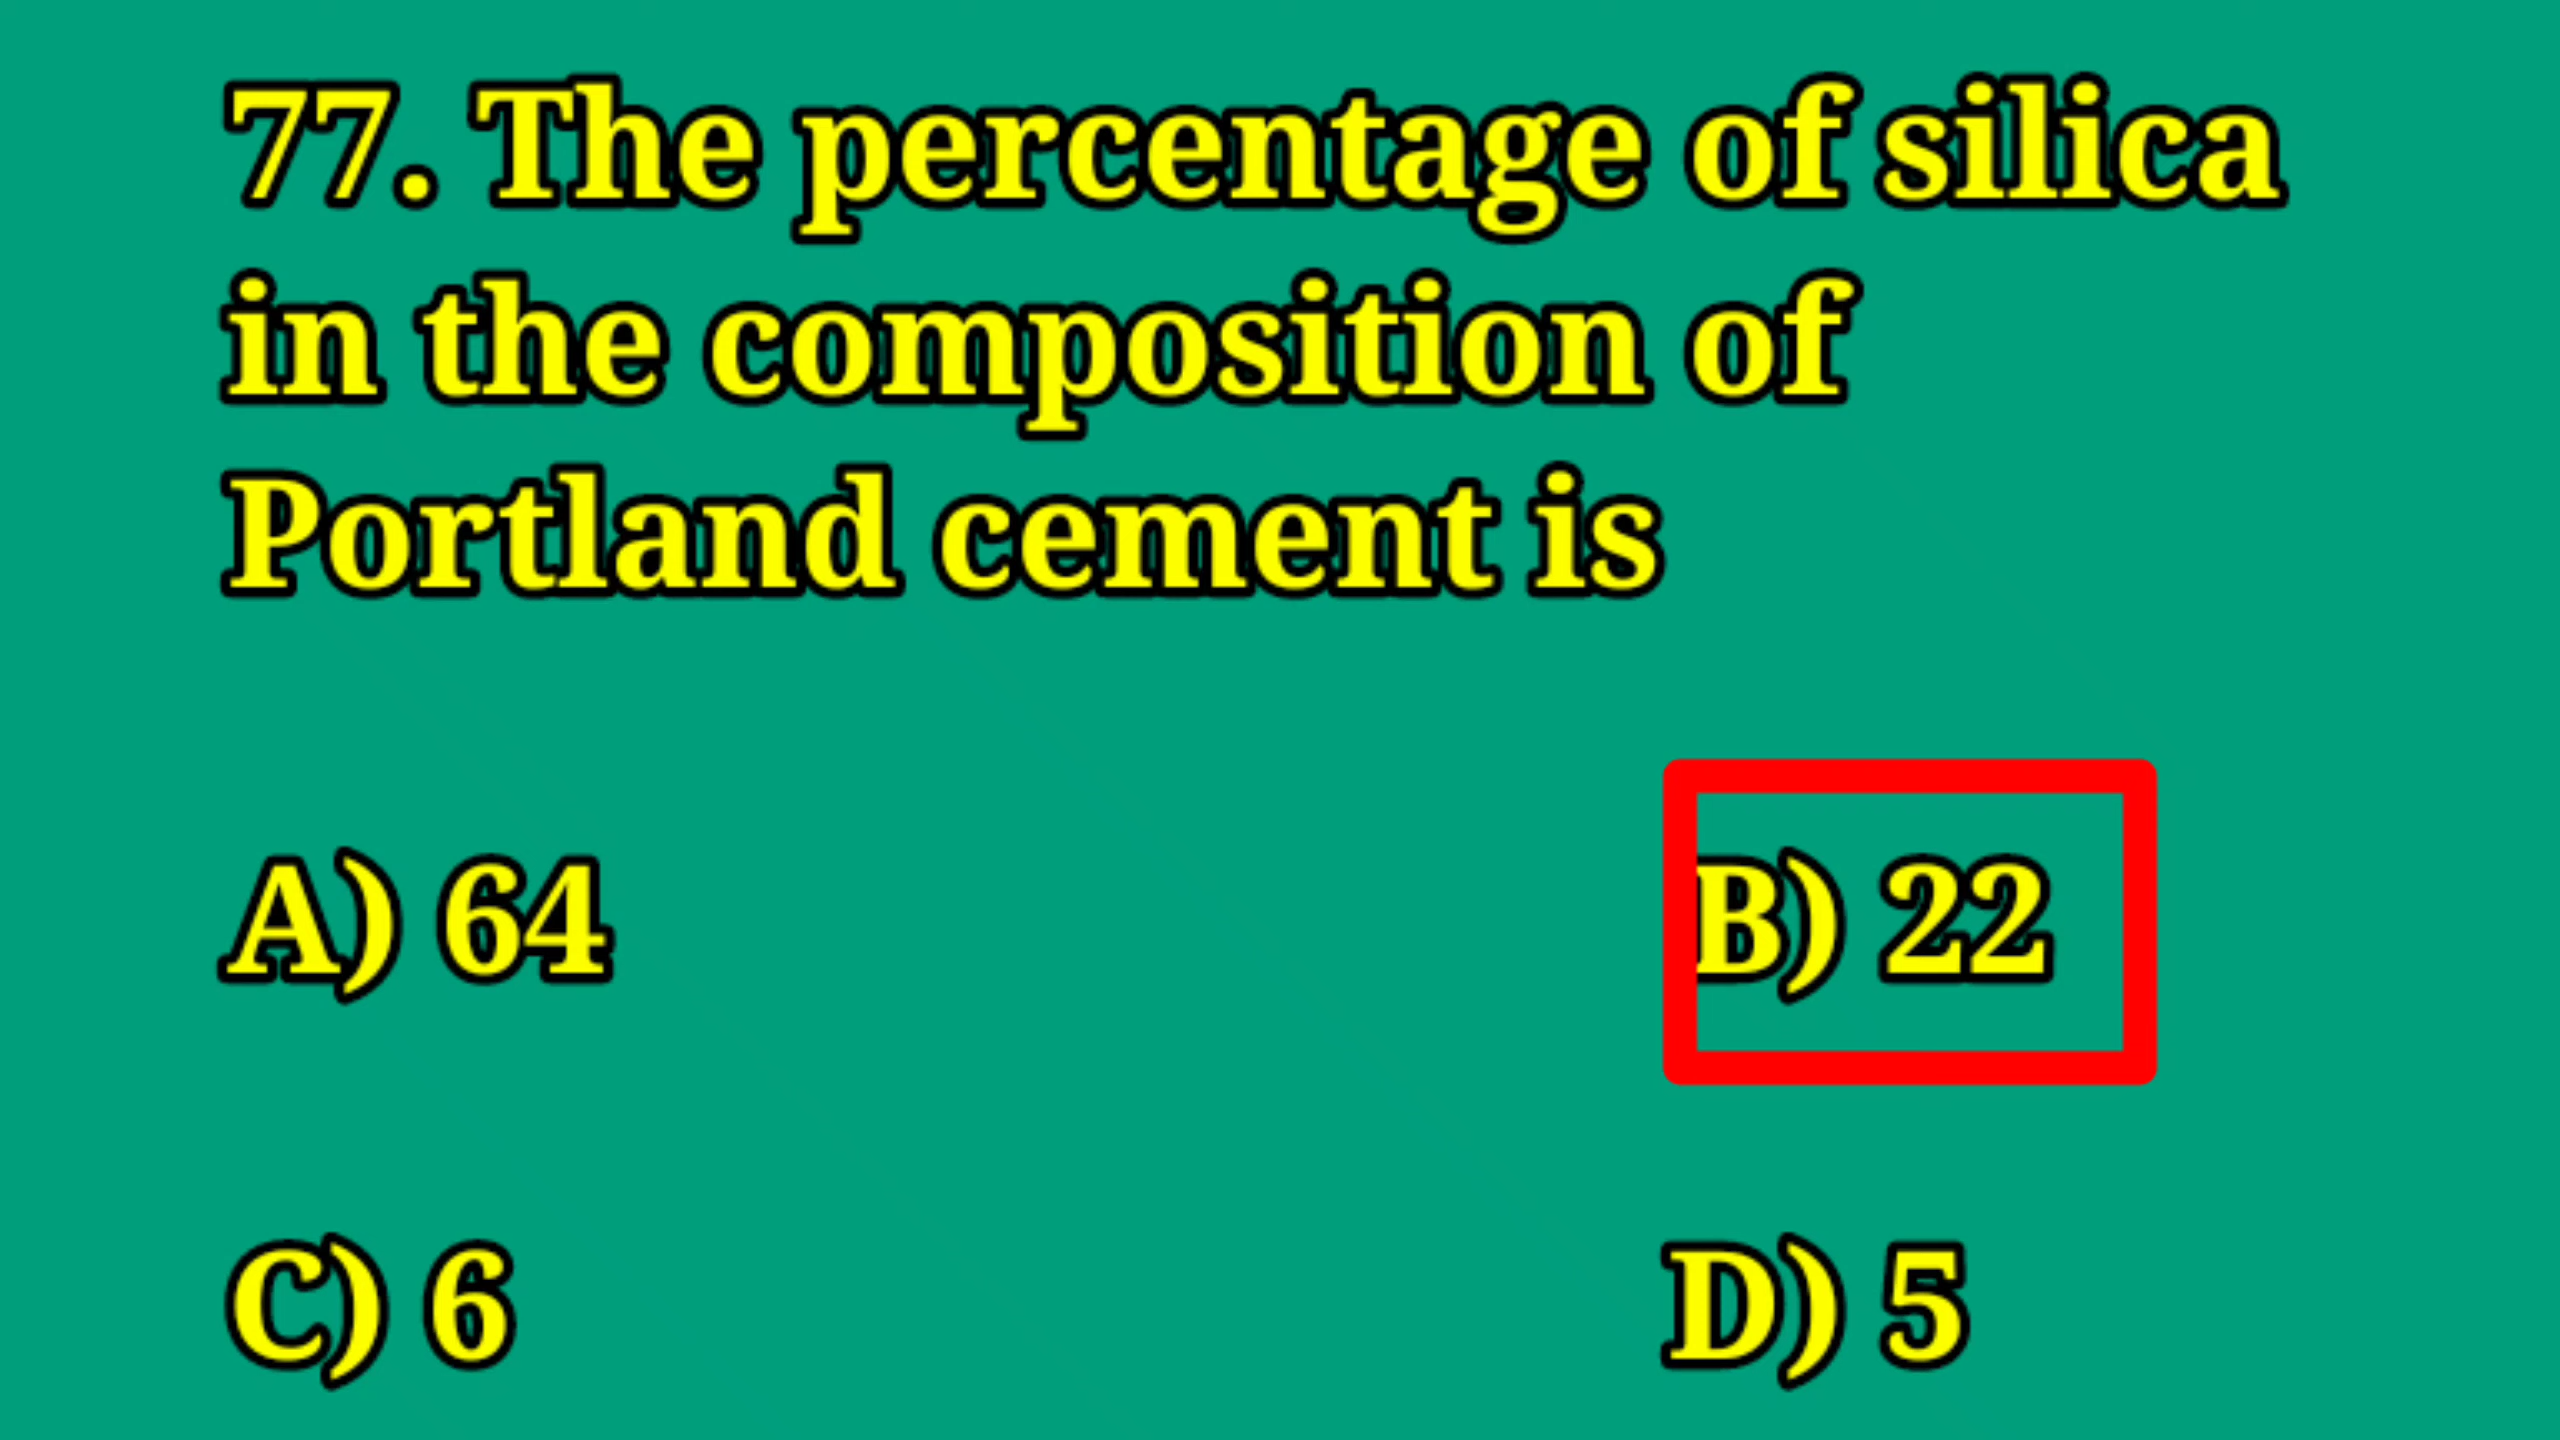 77. The percentage of silica
in the composition of
Portland cement is
A) 64
B) 22
C) 6
D) 5